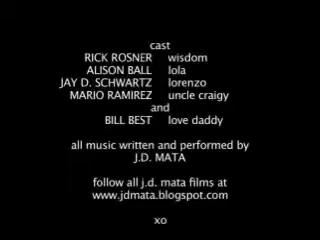 cast
RICK ROSNER wisdom
ALISON BALL lola
JAY D. SCHWARTZ lorenzo
MARIO RAMIREZ uncle craigy
and
BILL BEST love daddy
all music written and performed by
J.D. MATA
follow all j.d. mata films at
www.jdmata.blogspot.com
xo